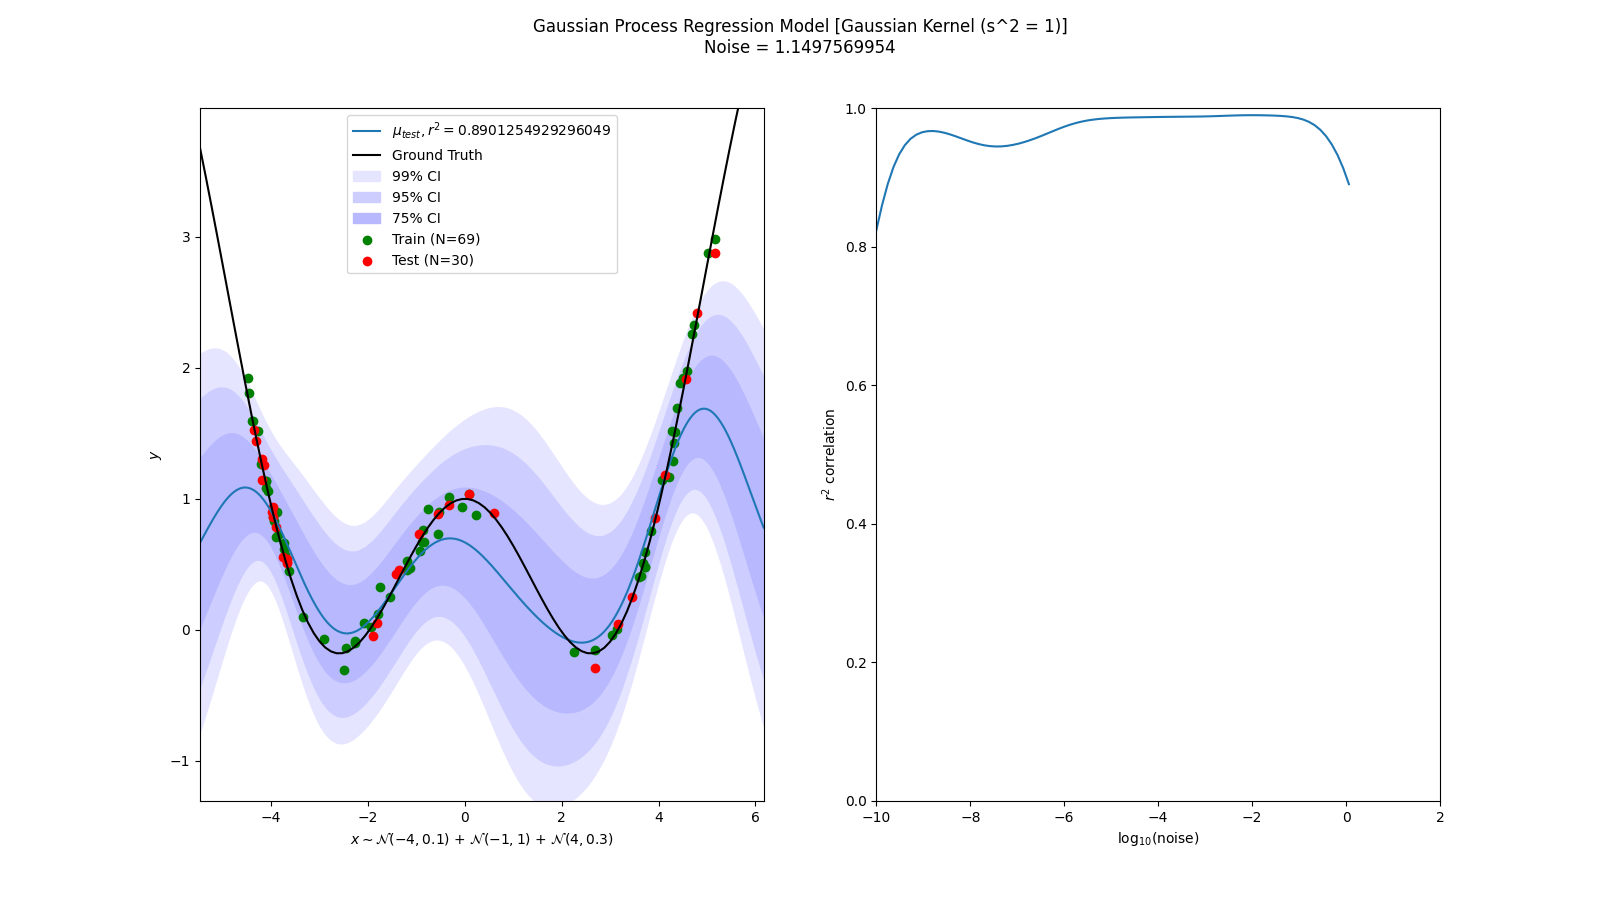 Gaussian Process Regression Model [Gaussian Kernel (s^2 = 1)]
Noise = 1.1497569954
μ_test, r² = 0.8901254929296049
Ground Truth
99% CI
95% CI
75% CI
Train (N=69)
Test (N=30)
y
3
2
1
0
−1
−4 −2 0 2 4 6
x ~ 𝒩(−4, 0.1) + 𝒩(−1, 1) + 𝒩(4, 0.3)
r² correlation
1.0
0.8
0.6
0.4
0.2
0.0
−10 −8 −6 −4 −2 0 2
log₁₀(noise)